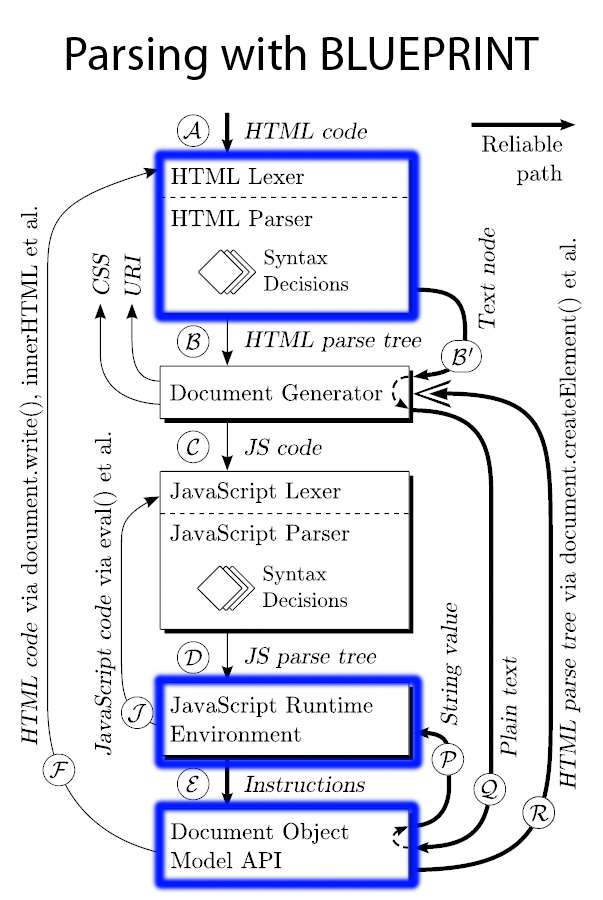 Parsing with BLUEPRINT
A HTML code
Reliable
path
HTML Lexer
HTML Parser
Syntax
Decisions
CSS
URI
Text node
B HTML parse tree
B′
Document Generator
C JS code
JavaScript Lexer
JavaScript Parser
Syntax
Decisions
D JS parse tree
JavaScript Runtime
Environment
E Instructions
Document Object
Model API
HTML code via document.write(), innerHTML et al.
F
JavaScript code via eval() et al.
J
String value
P
Plain text
Q
HTML parse tree via document.createElement() et al.
R